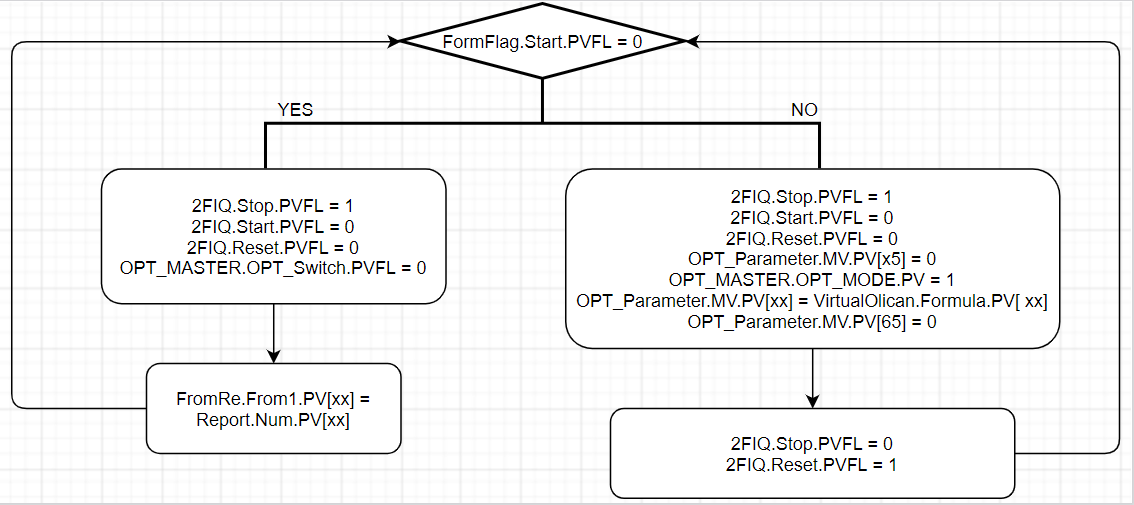 FormFlag.Start.PVFL = 0
YES
NO
2FIQ.Stop.PVFL = 1
2FIQ.Start.PVFL = 0
2FIQ.Reset.PVFL = 0
OPT_MASTER.OPT_Switch.PVFL = 0
2FIQ.Stop.PVFL = 1
2FIQ.Start.PVFL = 0
2FIQ.Reset.PVFL = 0
OPT_Parameter.MV.PV[x5] = 0
OPT_MASTER.OPT_MODE.PV = 1
OPT_Parameter.MV.PV[xx] = VirtualOlican.Formula.PV[ xx]
OPT_Parameter.MV.PV[65] = 0
FromRe.From1.PV[xx] =
Report.Num.PV[xx]
2FIQ.Stop.PVFL = 0
2FIQ.Reset.PVFL = 1